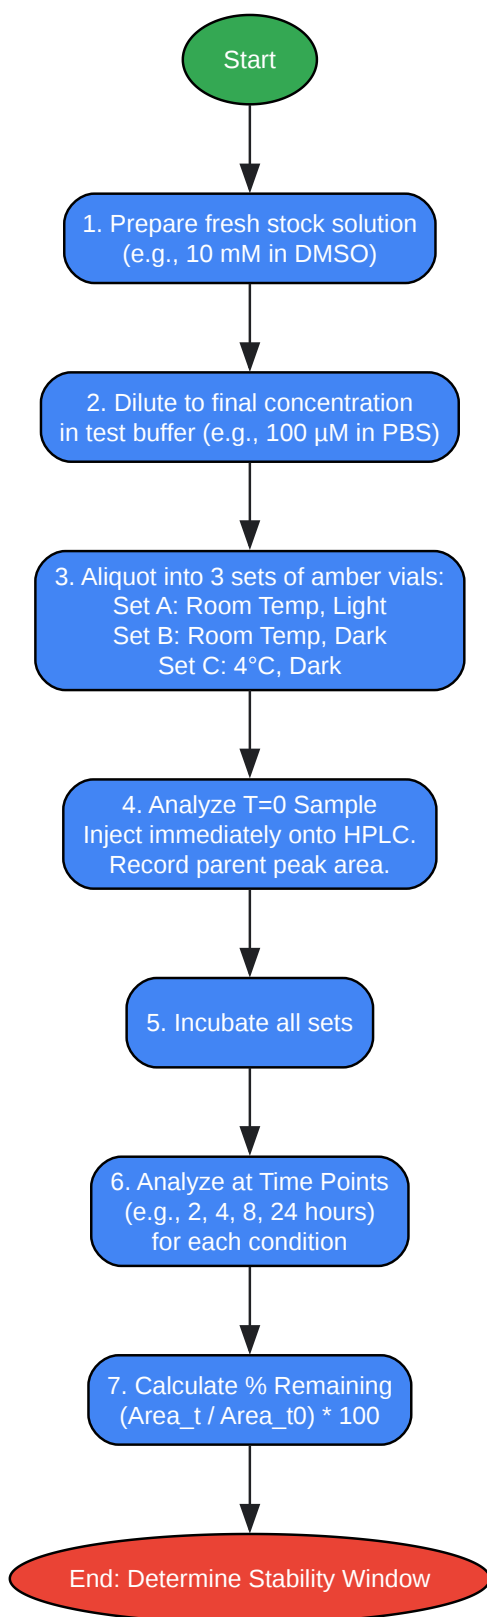 Start
1. Prepare fresh stock solution
(e.g., 10 mM in DMSO)
2. Dilute to final concentration
in test buffer (e.g., 100 µM in PBS)
3. Aliquot into 3 sets of amber vials:
Set A: Room Temp, Light
Set B: Room Temp, Dark
Set C: 4°C, Dark
4. Analyze T=0 Sample
Inject immediately onto HPLC.
Record parent peak area.
5. Incubate all sets
6. Analyze at Time Points
(e.g., 2, 4, 8, 24 hours)
for each condition
7. Calculate % Remaining
(Area_t / Area_t0) * 100
End: Determine Stability Window